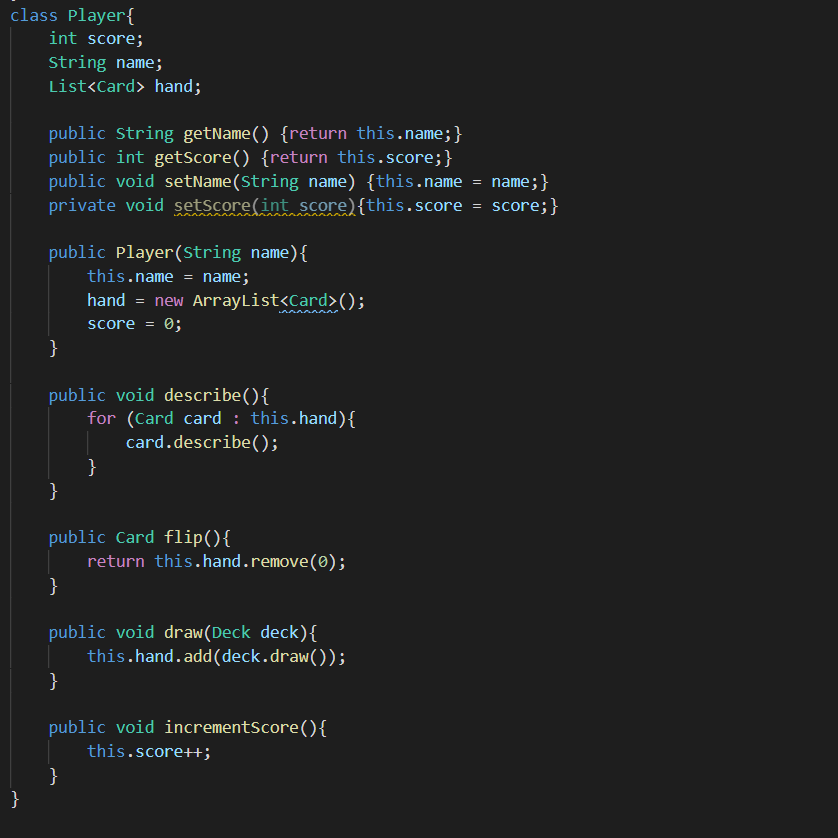 class Player{
    int score;
    String name;
    List<Card> hand;

    public String getName() {return this.name;}
    public int getScore() {return this.score;}
    public void setName(String name) {this.name = name;}
    private void setScore(int score){this.score = score;}

    public Player(String name){
        this.name = name;
        hand = new ArrayList<Card>();
        score = 0;
    }

    public void describe(){
        for (Card card : this.hand){
            card.describe();
        }
    }

    public Card flip(){
        return this.hand.remove(0);
    }

    public void draw(Deck deck){
        this.hand.add(deck.draw());
    }

    public void incrementScore(){
        this.score++;
    }
}